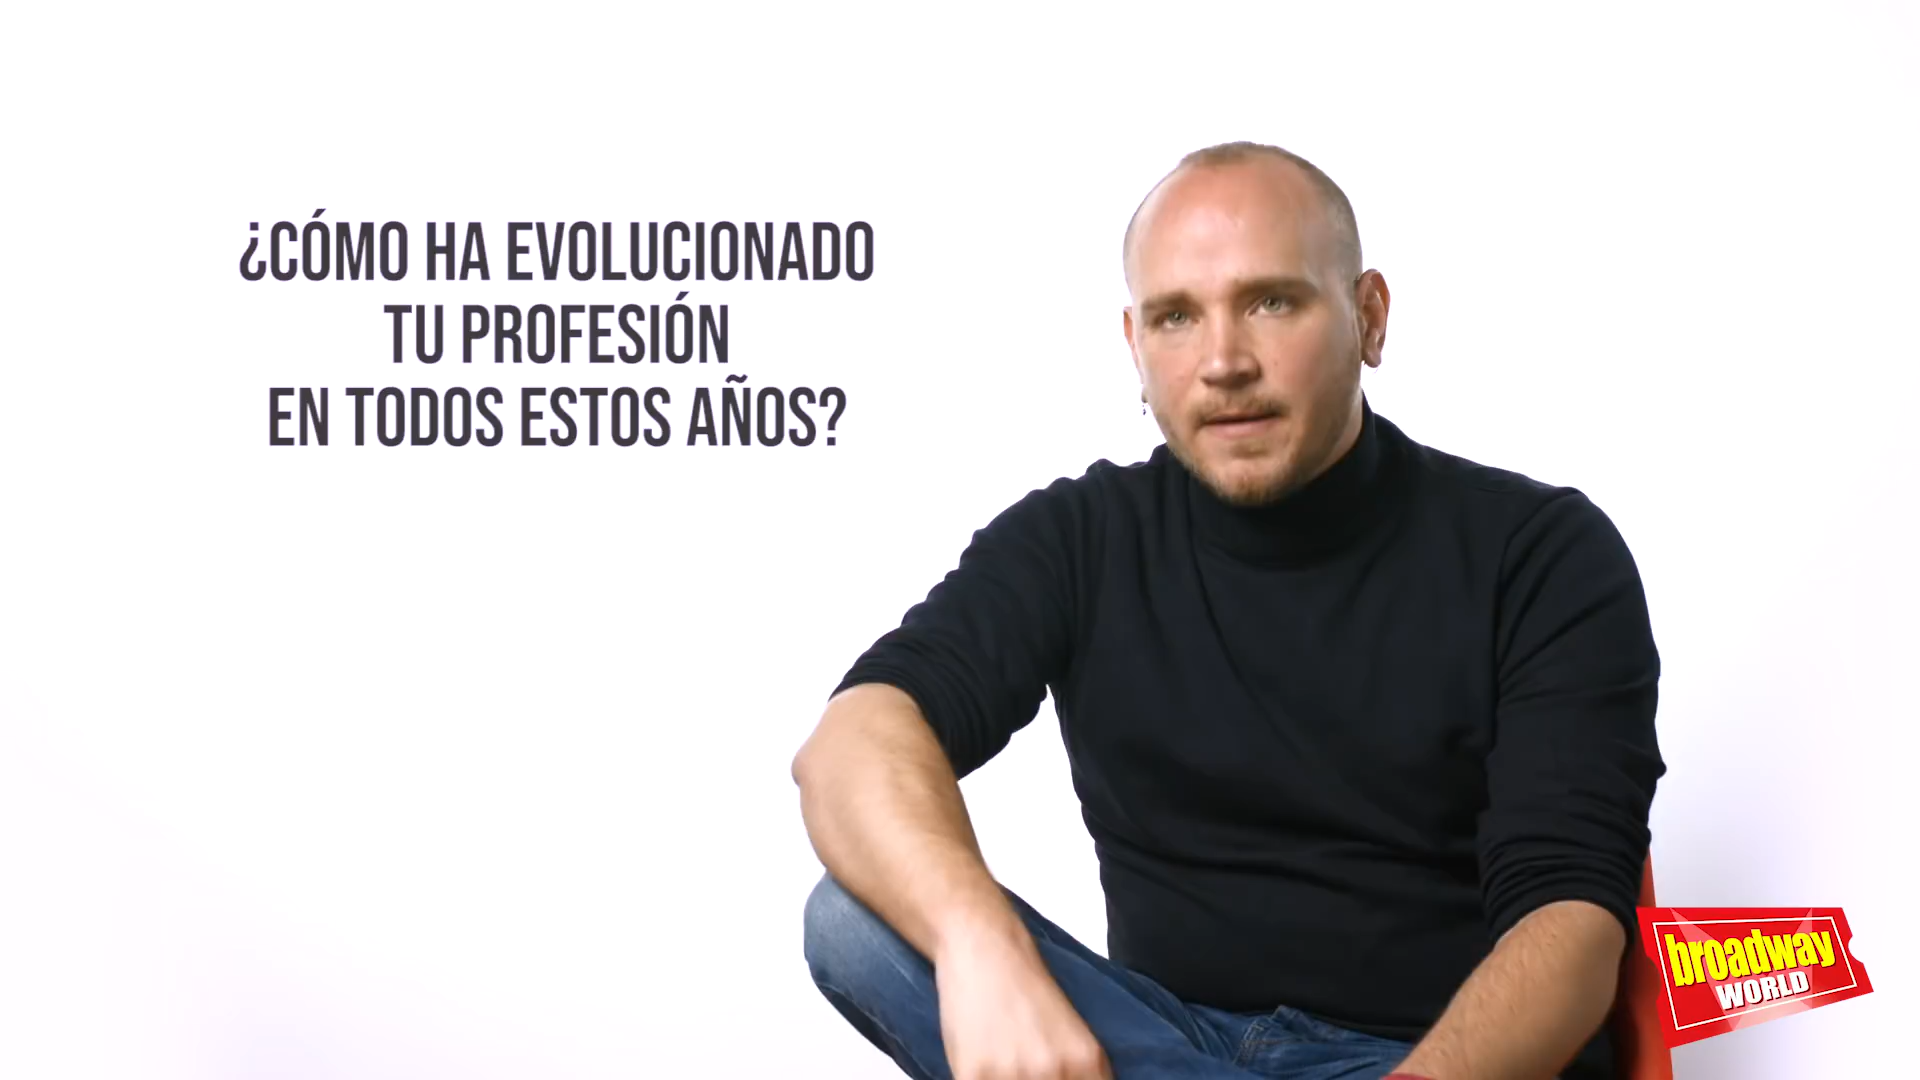 ¿CÓMO HA EVOLUCIONADO
TU PROFESIÓN
EN TODOS ESTOS AÑOS?
broadway
WORLD